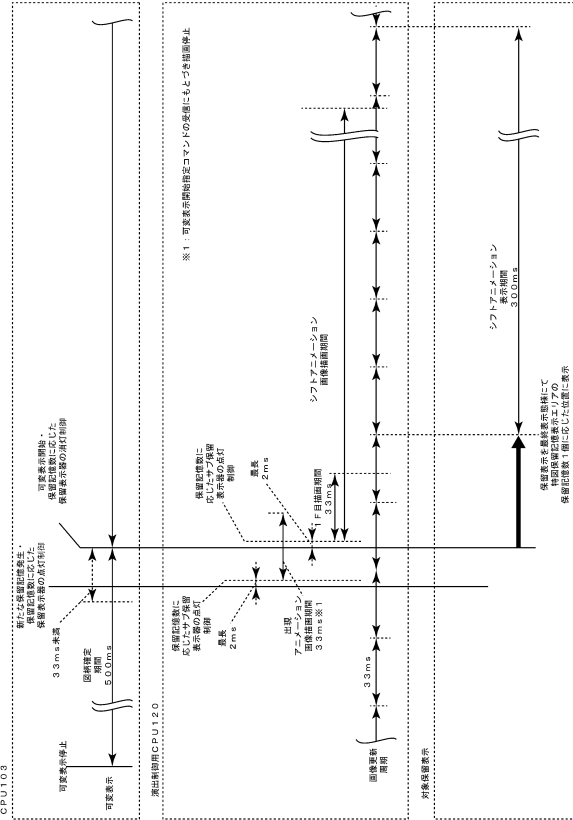 CPU103
可変表示停止
可変表示
図柄確定
期間
500ms
33ms未満
新たな保留記憶発生・
保留記憶数に応じた
保留表示器の点灯制御
可変表示開始・
保留記憶数に応じた
保留表示器の消灯制御
演出制御用CPU120
※1:可変表示開始指定コマンドの受信にもとづき描画停止
保留記憶数に
応じたサブ保留
表示器の点灯
制御
最長
2ms
出現
アニメーション
画像描画期間
33ms※1
保留記憶数に
応じたサブ保留
表示器の点灯
制御
最長
2ms
1F目描画期間
33ms
シフトアニメーション
画像描画期間
画像更新
周期
33ms
対象保留表示
シフトアニメーション
表示期間
300ms
保留表示を最終表示態様にて
特図保留記憶表示エリアの
保留記憶数1個に応じた位置に表示